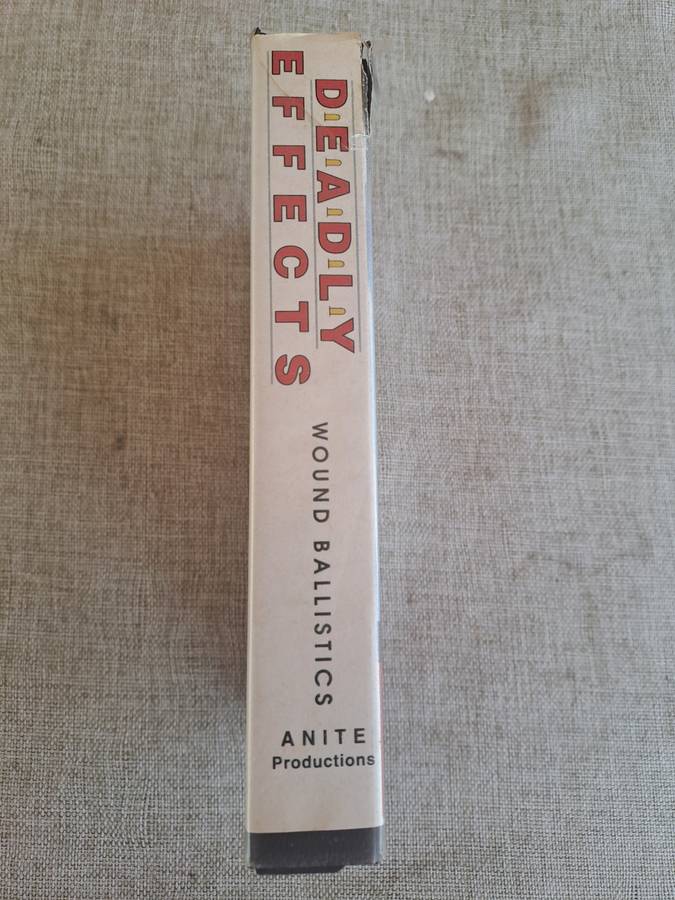 DEADLY
EFFECTS
WOUND BALLISTICS
ANITE
Productions